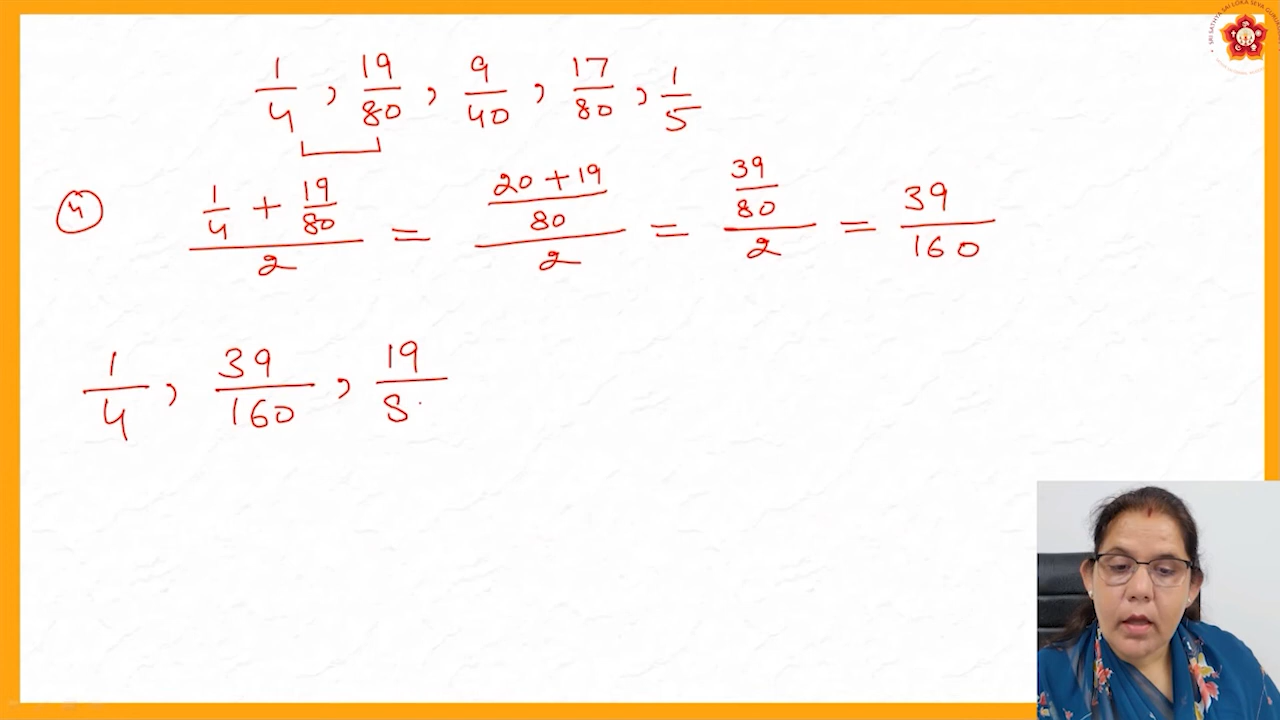 1/4 , 19/80 , 9/40 , 17/80 , 1/5
④ (1/4 + 19/80)/2 = ((20 + 19)/80)/2 = (39/80)/2 = 39/160
1/4 , 39/160 , 19/8